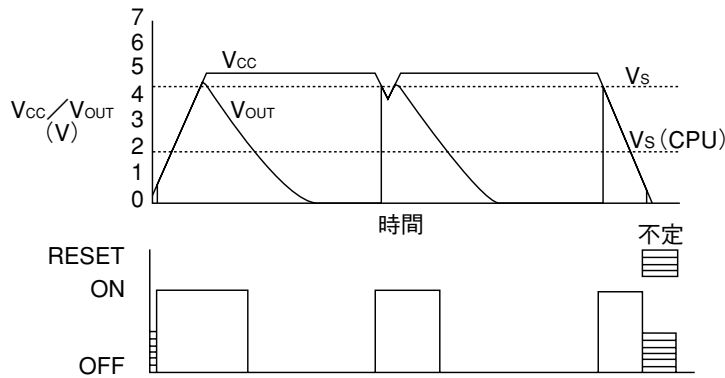 7
6
5
4
3
2
1
0
VCC/VOUT
(V)
VCC
VOUT
VS
VS(CPU)
時間
不定
RESET
ON
OFF